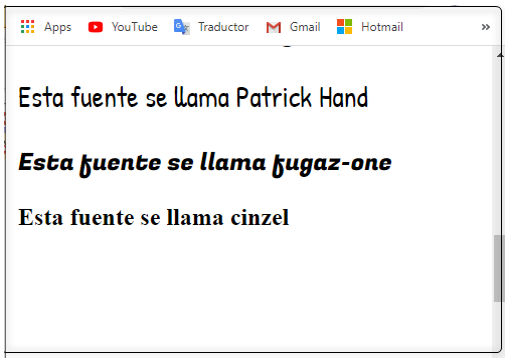 Apps YouTube Traductor Gmail Hotmail »
Esta fuente se llama Patrick Hand
Esta fuente se llama fugaz-one
Esta fuente se llama cinzel